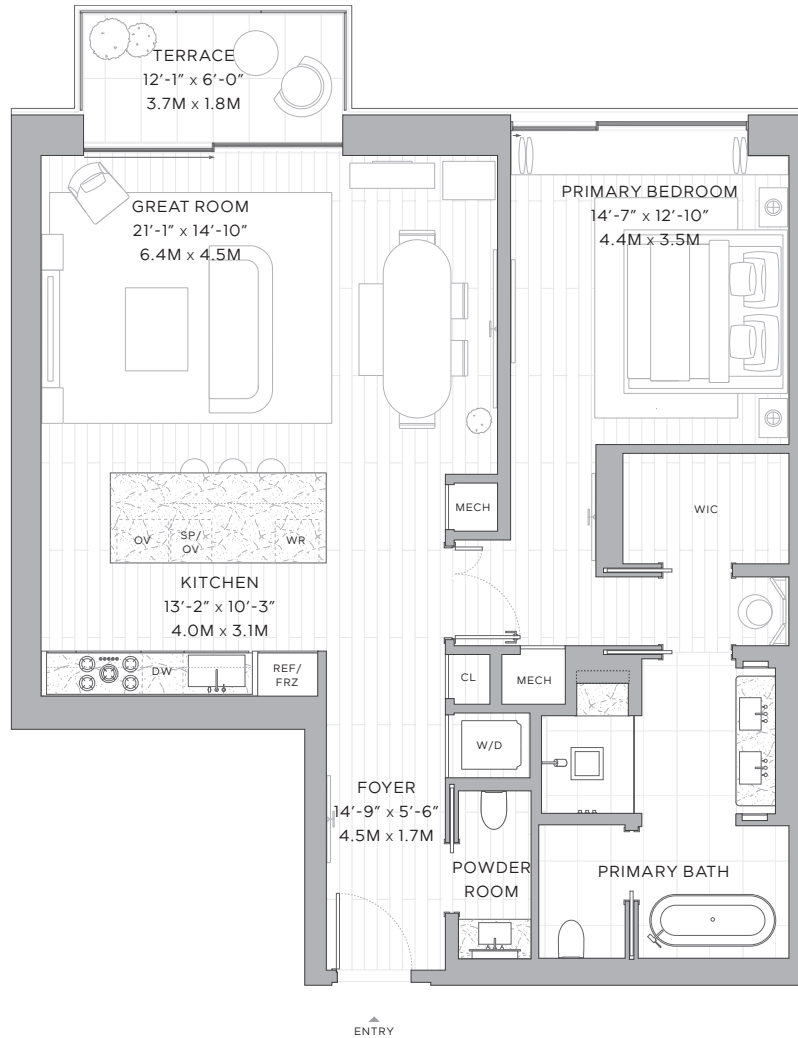 TERRACE
12'-1" x 6'-0"
3.7M x 1.8M
GREAT ROOM
21'-1" x 14'-10"
6.4M x 4.5M
PRIMARY BEDROOM
14'-7" x 12'-10"
4.4M x 3.5M
MECH
WIC
OV
SP/
OV
WR
KITCHEN
13'-2" x 10'-3"
4.0M x 3.1M
DW
REF/
FRZ
CL
MECH
W/D
FOYER
14'-9" x 5'-6"
4.5M x 1.7M
POWDER
ROOM
PRIMARY BATH
ENTRY